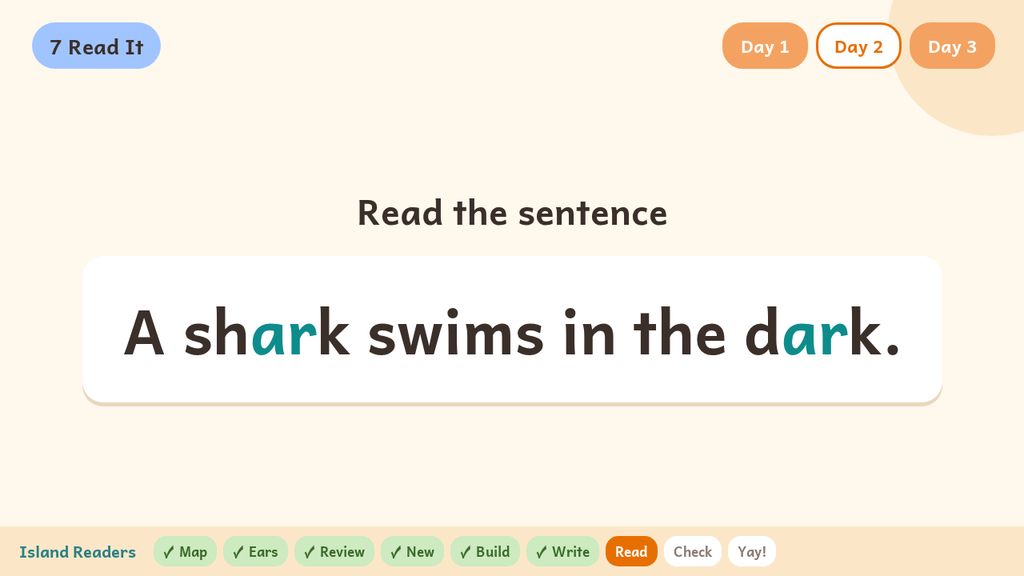 7 Read It
Day 1 Day 2 Day 3
Read the sentence
A shark swims in the dark.
Island Readers ✓ Map ✓ Ears ✓ Review ✓ New ✓ Build ✓ Write Read Check Yay!